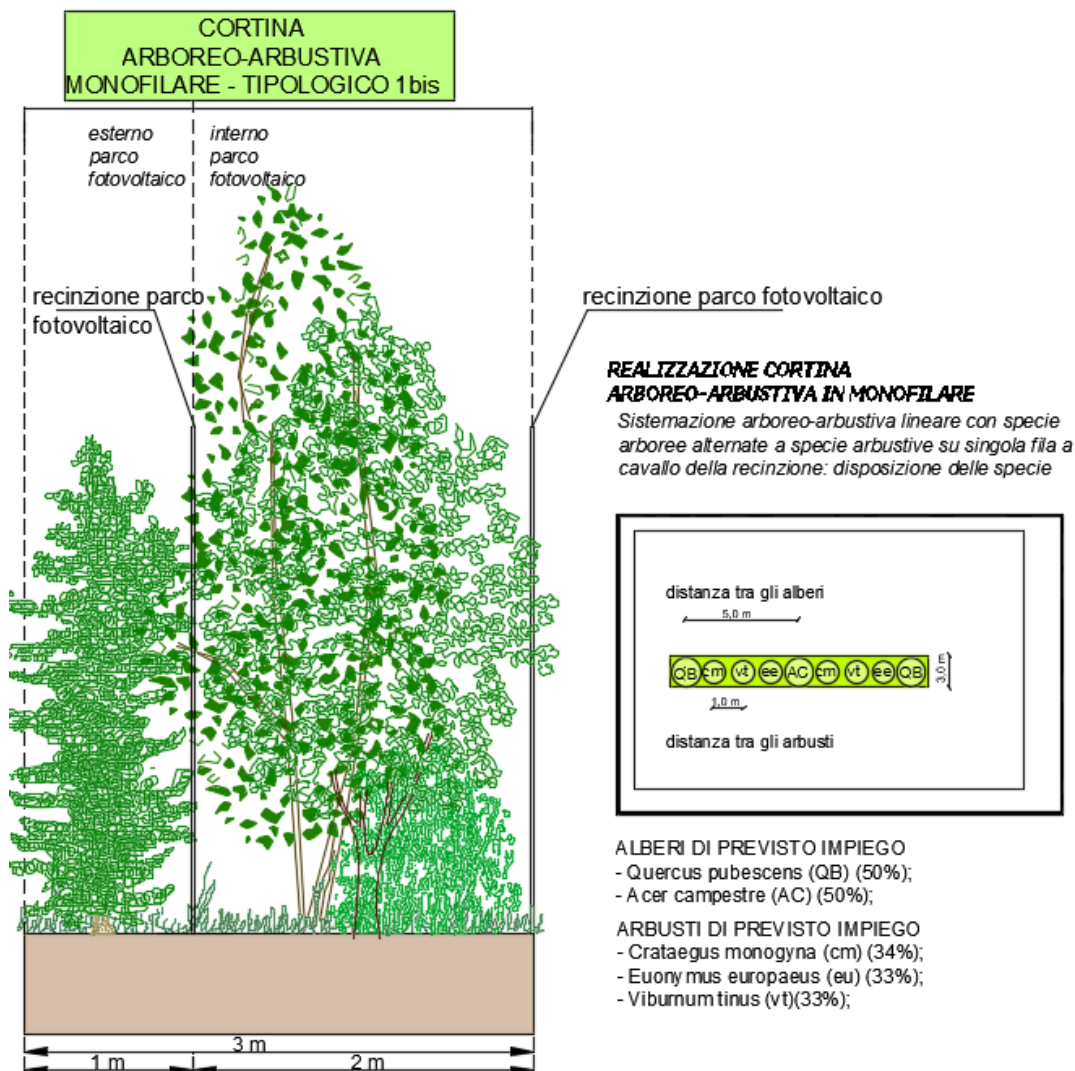 CORTINA
ARBOREO-ARBUSTIVA
MONOFILARE - TIPOLOGICO 1bis
esterno
parco
fotovoltaico
interno
parco
fotovoltaico
recinzione parco
fotovoltaico
recinzione parco fotovoltaico
REALIZZAZIONE CORTINA
ARBOREO-ARBUSTIVA IN MONOFILARE
Sistemazione arboreo-arbustiva lineare con specie
arboree alternate a specie arbustive su singola fila a
cavallo della recinzione: disposizione delle specie
distanza tra gli alberi
5,0 m
QB cm vt ee AC cm vt ee QB
3,0 m
1,0 m
distanza tra gli arbusti
ALBERI DI PREVISTO IMPIEGO
- Quercus pubescens (QB) (50%);
- Acer campestre (AC) (50%);
ARBUSTI DI PREVISTO IMPIEGO
- Crataegus monogyna (cm) (34%);
- Euonymus europaeus (eu) (33%);
- Viburnum tinus (vt)(33%);
3 m
1 m
2 m